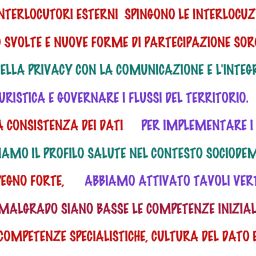 NTERLOCUTORI ESTERNI SPINGONO LE INTERLOCUZ
SVOLTE E NUOVE FORME DI PARTECIPAZIONE SOR
ELLA PRIVACY CON LA COMUNICAZIONE E L'INTEG
URISTICA E GOVERNARE I FLUSSI DEL TERRITORIO.
A CONSISTENZA DEI DATI PER IMPLEMENTARE I
IAMO IL PROFILO SALUTE NEL CONTESTO SOCIODEM
EGNO FORTE, ABBIAMO ATTIVATO TAVOLI VERT
MALGRADO SIANO BASSE LE COMPETENZE INIZIAL
COMPETENZE SPECIALISTICHE, CULTURA DEL DATO E